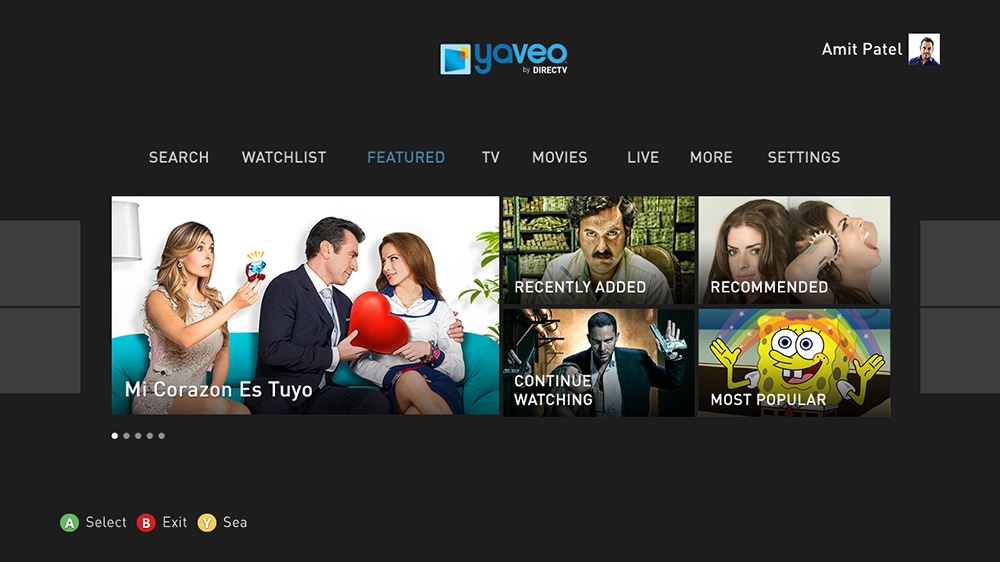 yaveo
by DIRECTV
Amit Patel
SEARCH WATCHLIST FEATURED TV MOVIES LIVE MORE SETTINGS
Mi Corazon Es Tuyo
RECENTLY ADDED
RECOMMENDED
CONTINUE
WATCHING
MOST POPULAR
A Select B Exit Y Sea